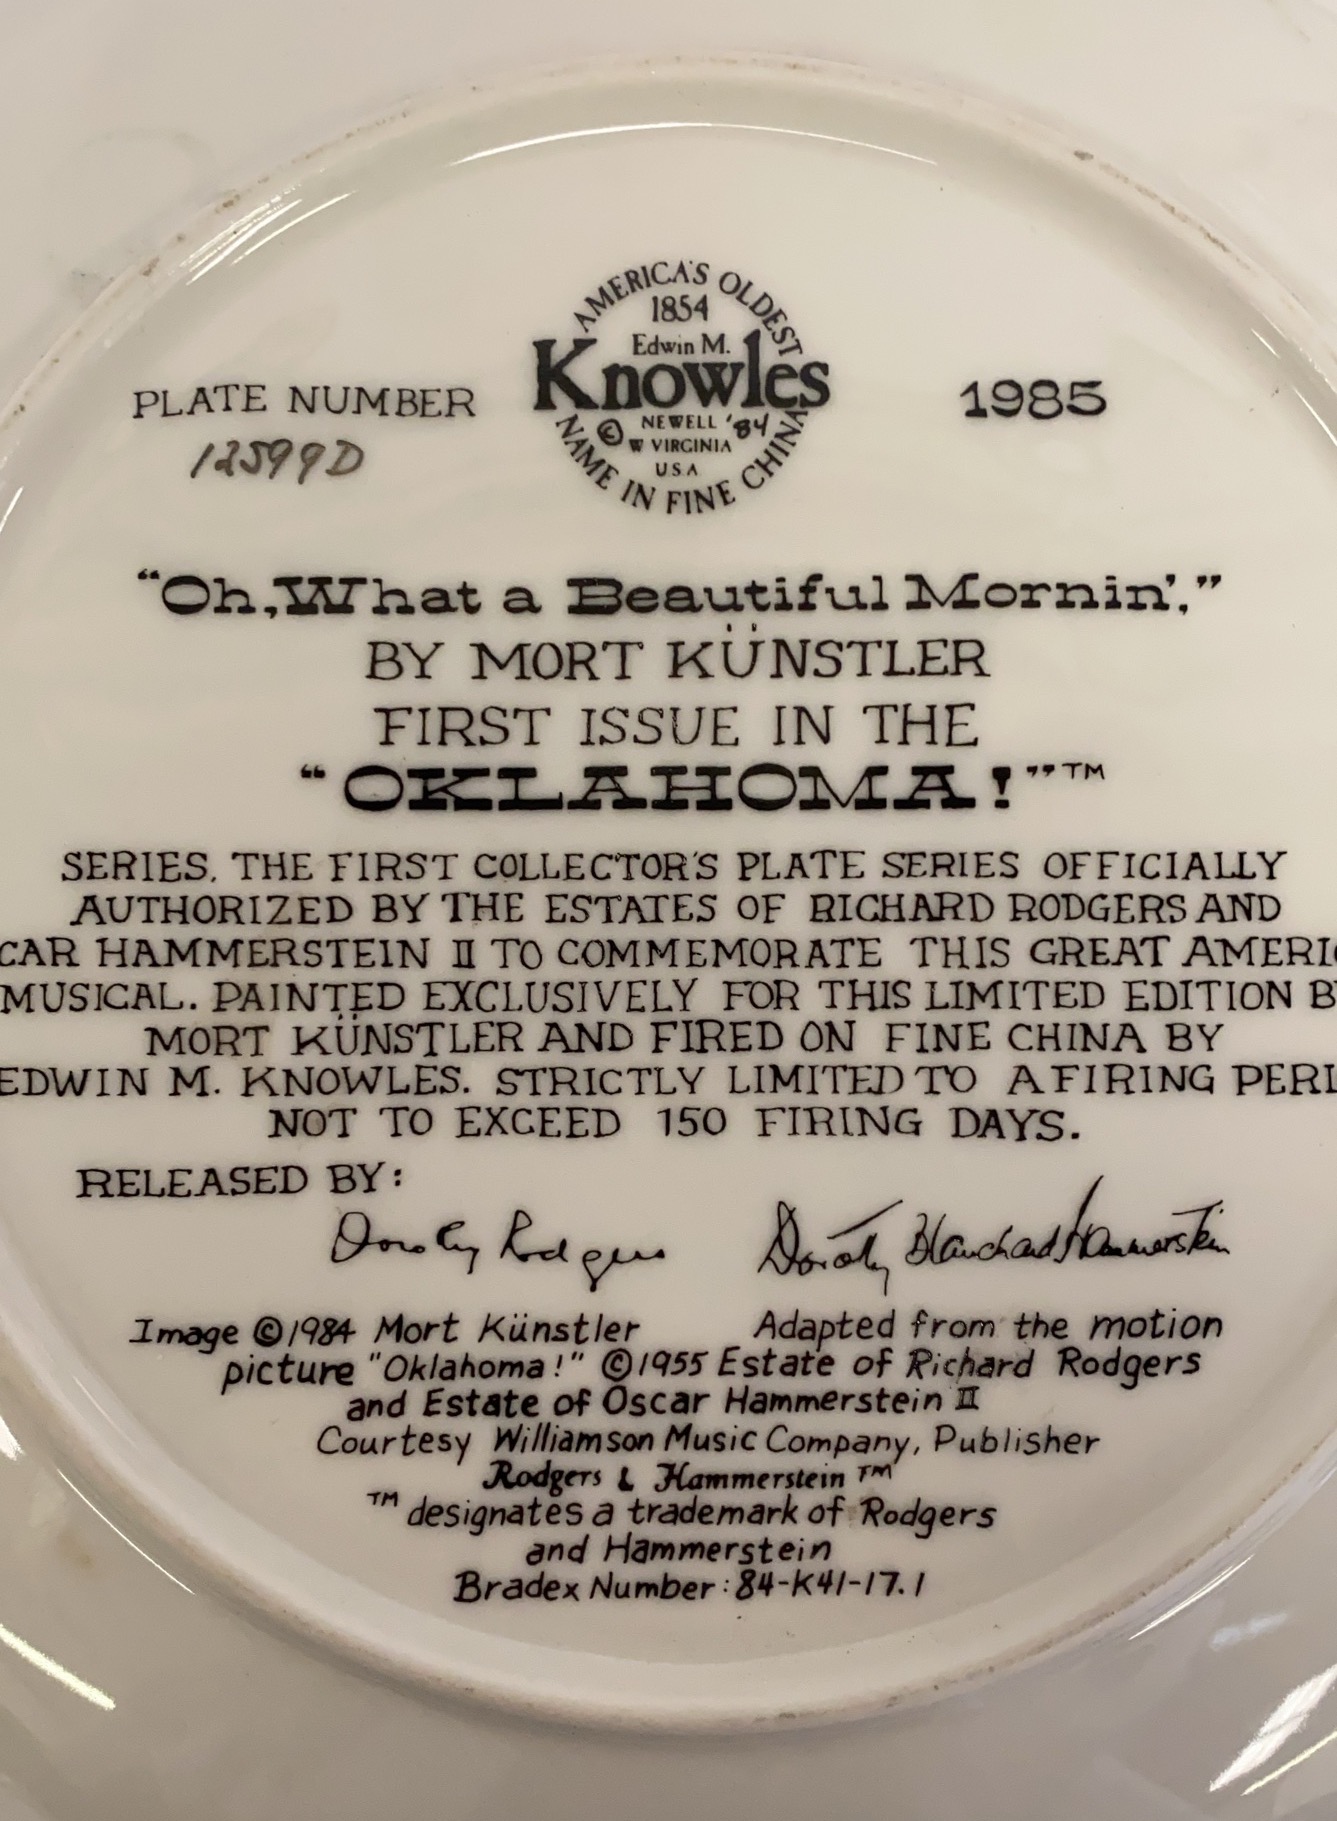 AMERICA'S OLDEST
1854
Edwin M.
Knowles
© NEWELL '84
W VIRGINIA
USA
NAME IN FINE CHINA
PLATE NUMBER
12599D
1985
"Oh, What a Beautiful Mornin'."
BY MORT KÜNSTLER
FIRST ISSUE IN THE
"OKLAHOMA!"™
SERIES. THE FIRST COLLECTOR'S PLATE SERIES OFFICIALLY
AUTHORIZED BY THE ESTATES OF RICHARD RODGERS AND
CAR HAMMERSTEIN II TO COMMEMORATE THIS GREAT AMERIC
MUSICAL. PAINTED EXCLUSIVELY FOR THIS LIMITED EDITION B
MORT KÜNSTLER AND FIRED ON FINE CHINA BY
EDWIN M. KNOWLES. STRICTLY LIMITED TO A FIRING PERI
NOT TO EXCEED 150 FIRING DAYS.
RELEASED BY:
Dorothy Rodgers Dorothy Blanchard Hammerstein
Image ©1984 Mort Künstler Adapted from the motion
picture "Oklahoma!" ©1955 Estate of Richard Rodgers
and Estate of Oscar Hammerstein II
Courtesy Williamson Music Company, Publisher
Rodgers & Hammerstein ™
™ designates a trademark of Rodgers
and Hammerstein
Bradex Number: 84-K41-17.1